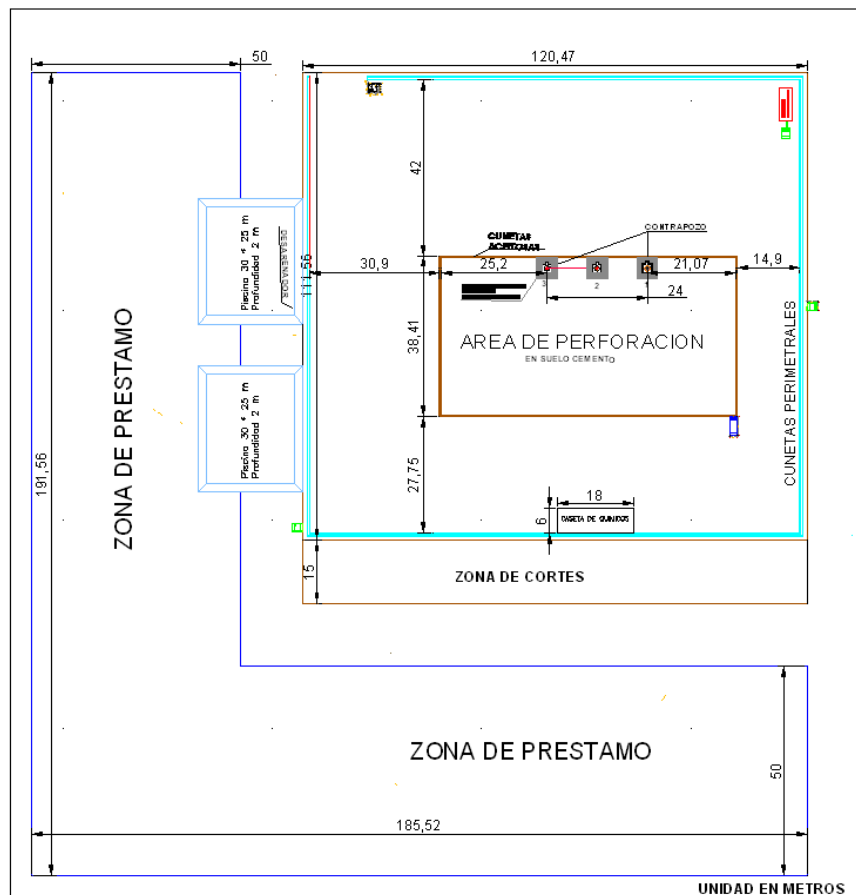 50
120,47
42
CONTRAPOZO
CUNETAS
ACEITOSAS
30,9
25,2
21,07
14,9
3
2
1
24
Piscina 30 * 25 m
Profundidad 2 m
DESARENADOR
111,56
38,41
AREA DE PERFORACION
EN SUELO CEMENTO
CUNETAS PERIMETRALES
ZONA DE PRESTAMO
191,56
Piscina 30 * 25 m
Profundidad 2 m
27,75
18
6
CASETA DE QUIMICOS
15
ZONA DE CORTES
ZONA DE PRESTAMO
50
185,52
UNIDAD EN METROS